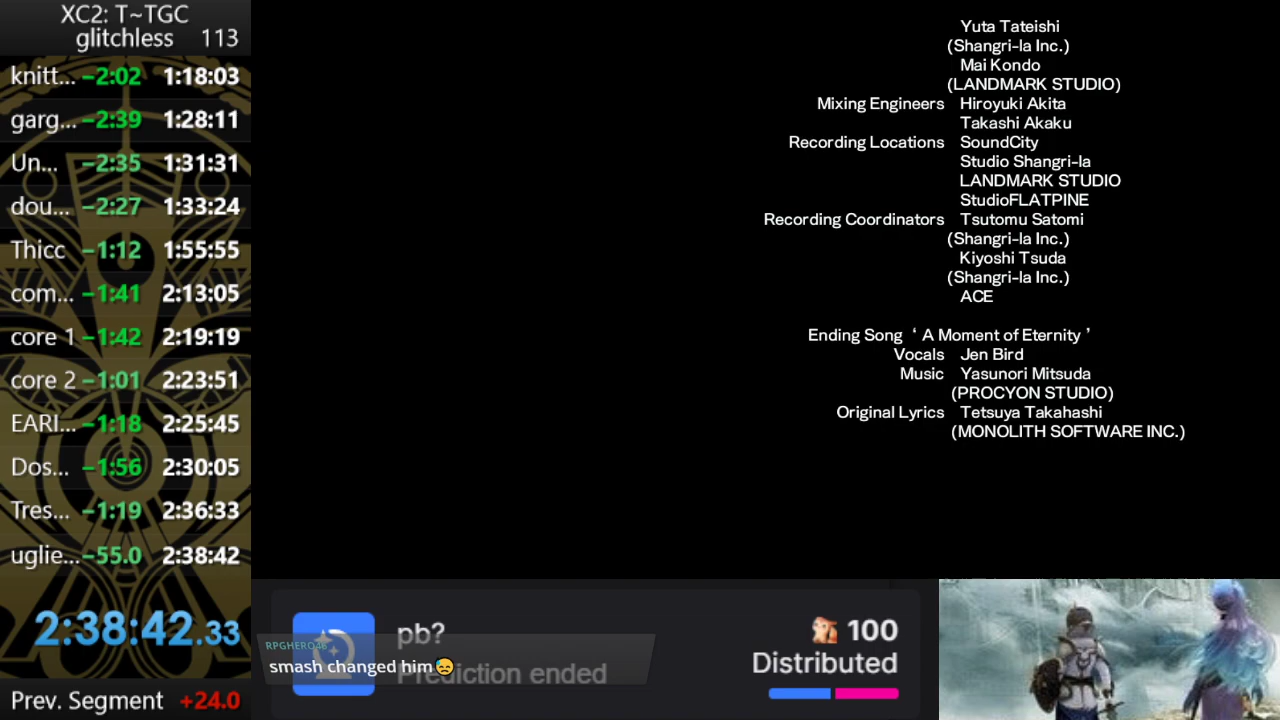 XC2: T~TGC
glitchless 113
knitt... −2:02 1:18:03
garg... −2:39 1:28:11
Un... −2:35 1:31:31
dou... −2:27 1:33:24
Thicc −1:12 1:55:55
com... −1:41 2:13:05
core 1 −1:42 2:19:19
core 2 −1:01 2:23:51
EARI... −1:18 2:25:45
Dos... −1:56 2:30:05
Tres... −1:19 2:36:33
uglie... −55.0 2:38:42
2:38:42.33
Prev. Segment +24.0
Yuta Tateishi
(Shangri-la Inc.)
Mai Kondo
(LANDMARK STUDIO)
Mixing Engineers Hiroyuki Akita
Takashi Akaku
Recording Locations SoundCity
Studio Shangri-la
LANDMARK STUDIO
StudioFLATPINE
Recording Coordinators Tsutomu Satomi
(Shangri-la Inc.)
Kiyoshi Tsuda
(Shangri-la Inc.)
ACE
Ending Song ‘ A Moment of Eternity ’
Vocals Jen Bird
Music Yasunori Mitsuda
(PROCYON STUDIO)
Original Lyrics Tetsuya Takahashi
(MONOLITH SOFTWARE INC.)
pb?
Prediction ended
100
Distributed
RPGHERO46
smash changed him😥